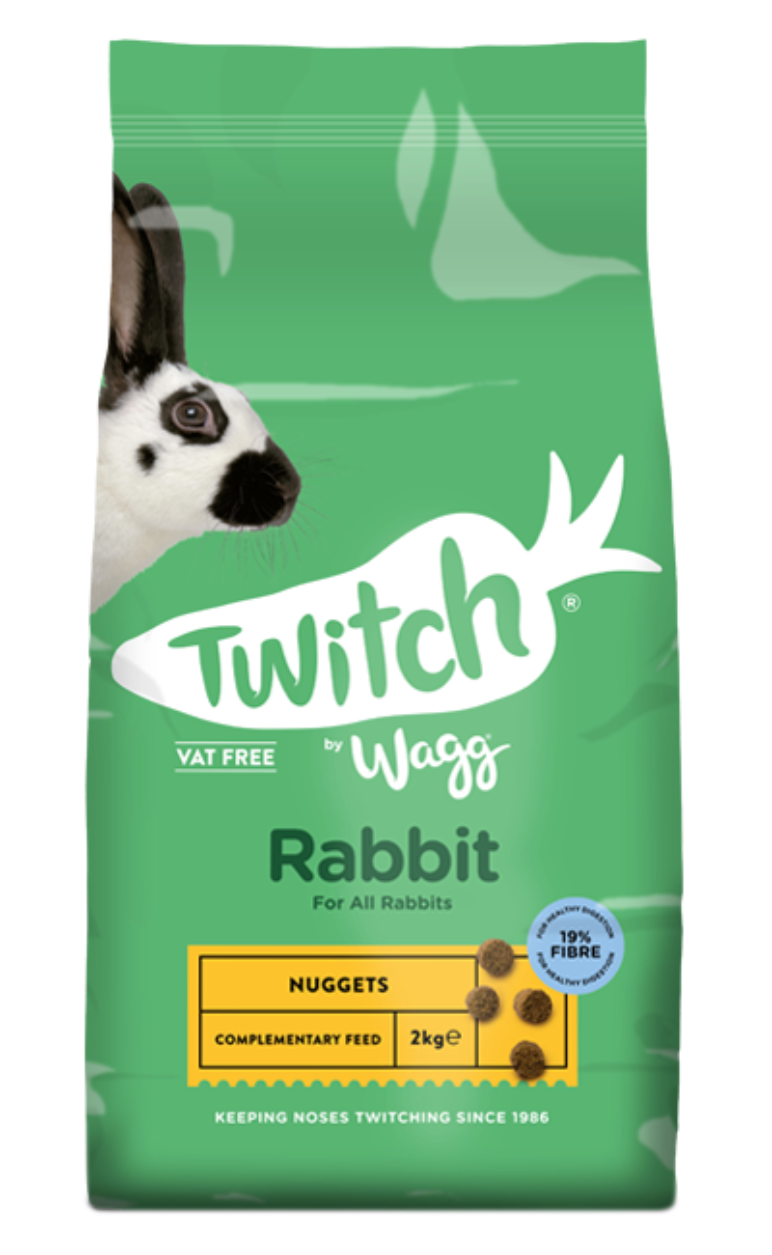 Twitch
®
by Wagg
VAT FREE
Rabbit
For All Rabbits
FOR HEALTHY DIGESTION
19%
FIBRE
FOR HEALTHY DIGESTION
NUGGETS
COMPLEMENTARY FEED
2kg℮
KEEPING NOSES TWITCHING SINCE 1986